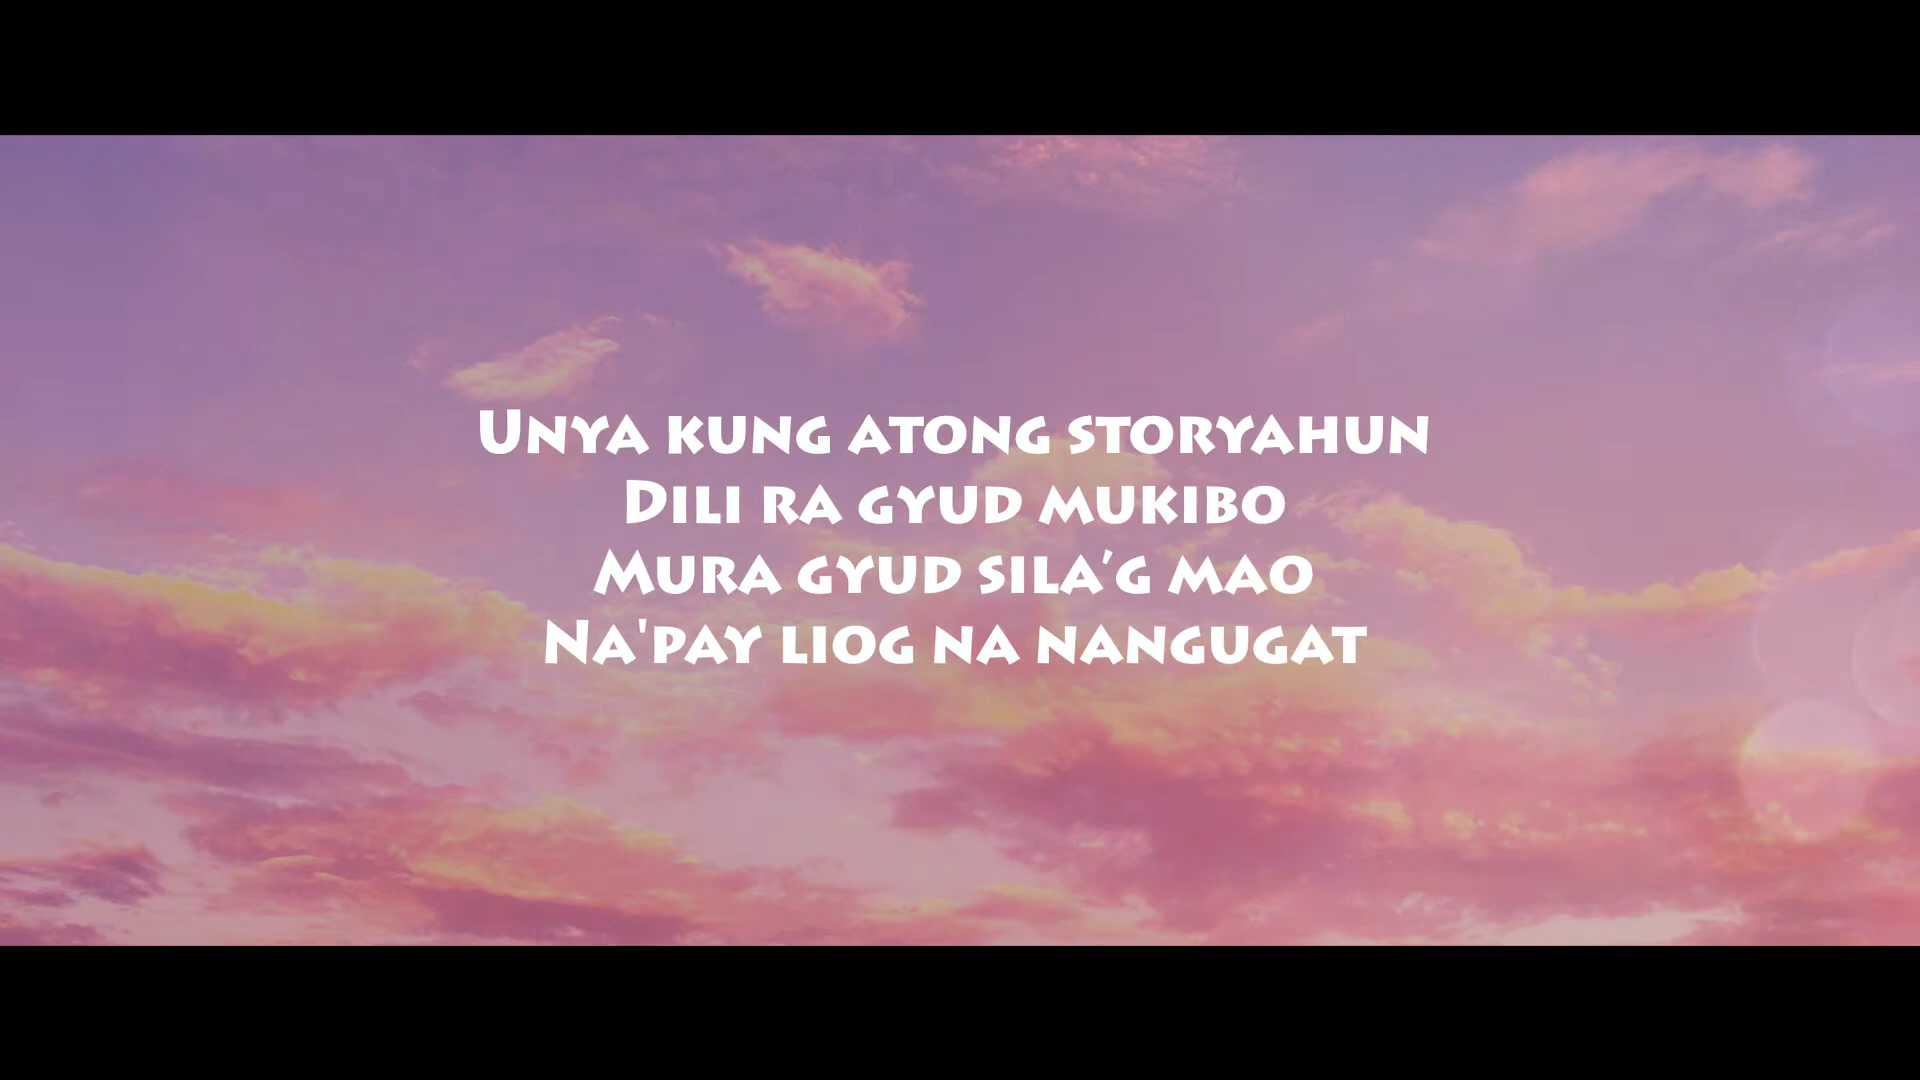 Unya kung atong storyahun
Dili ra gyud mukibo
Mura gyud sila’g mao
Na'pay liog na nangugat